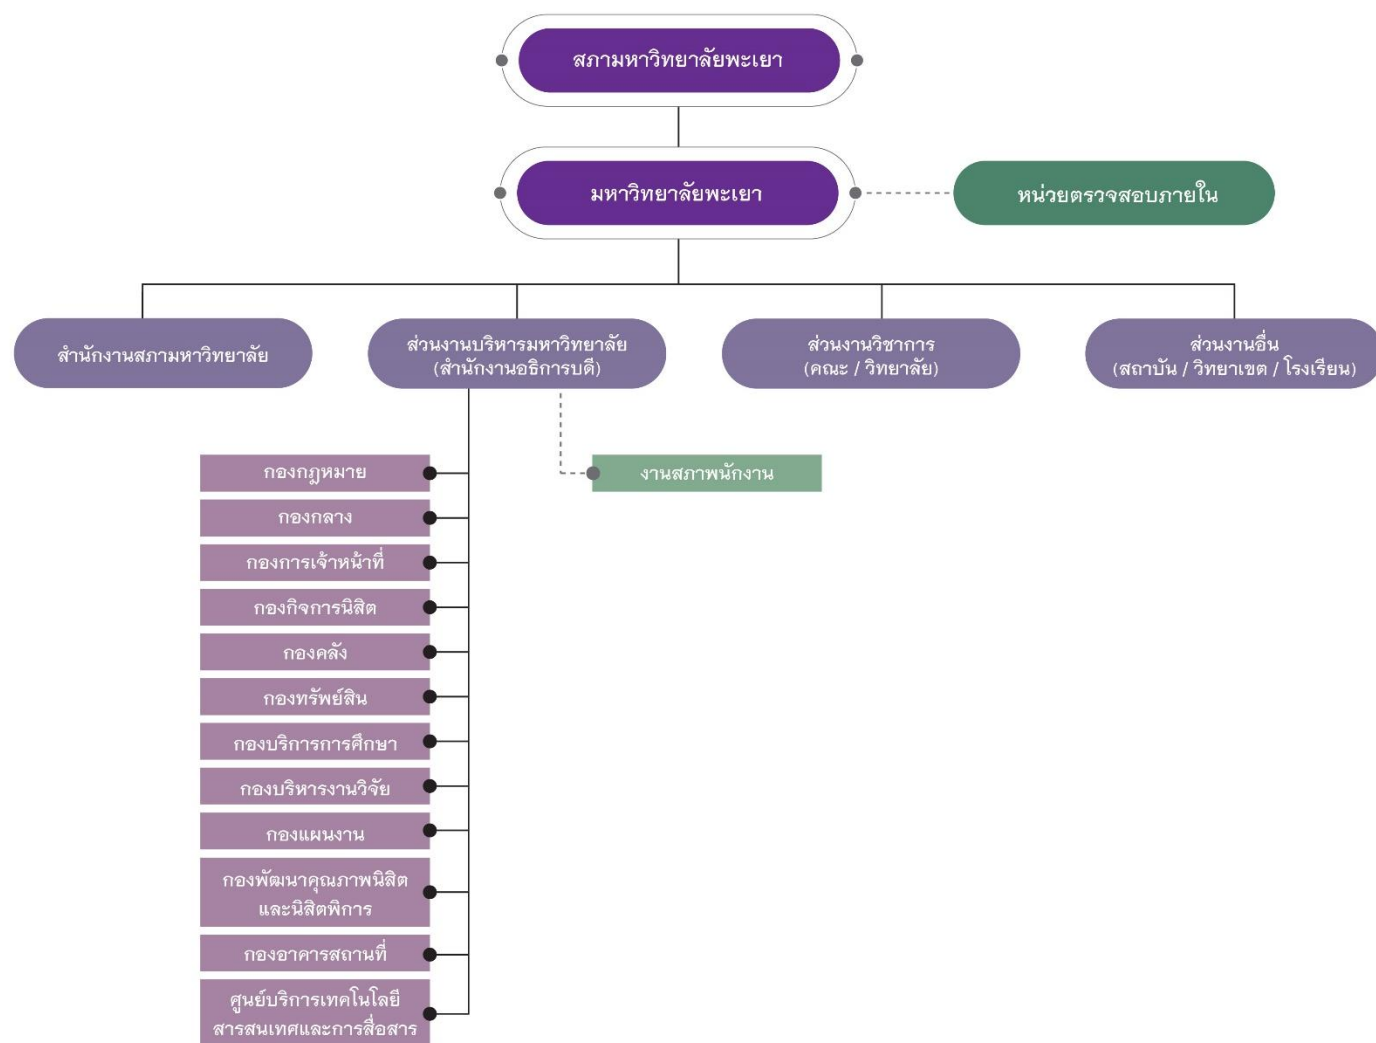 สภามหาวิทยาลัยพะเยา
มหาวิทยาลัยพะเยา
หน่วยตรวจสอบภายใน
สำนักงานสภามหาวิทยาลัย
ส่วนงานบริหารมหาวิทยาลัย
(สำนักงานอธิการบดี)
ส่วนงานวิชาการ
(คณะ / วิทยาลัย)
ส่วนงานอื่น
(สถาบัน / วิทยาเขต / โรงเรียน)
กองกฎหมาย
งานสภาพนักงาน
กองกลาง
กองการเจ้าหน้าที่
กองกิจการนิสิต
กองคลัง
กองทรัพย์สิน
กองบริการการศึกษา
กองบริหารงานวิจัย
กองแผนงาน
กองพัฒนาคุณภาพนิสิต
และนิสิตพิการ
กองอาคารสถานที่
ศูนย์บริการเทคโนโลยี
สารสนเทศและการสื่อสาร